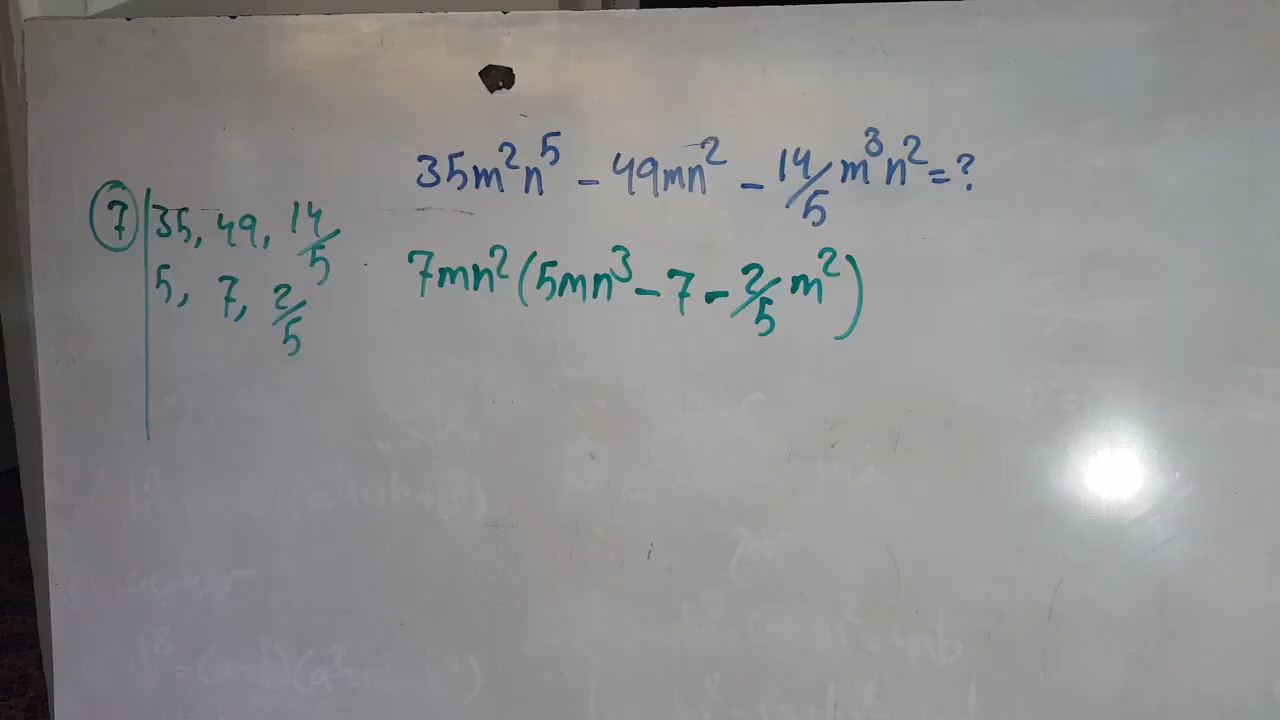 35m²n⁵ - 49mn² - 14/5 m³n² = ?
7 | 35, 49, 14/5
5, 7, 2/5
7mn² (5mn³ - 7 - 2/5 m²)